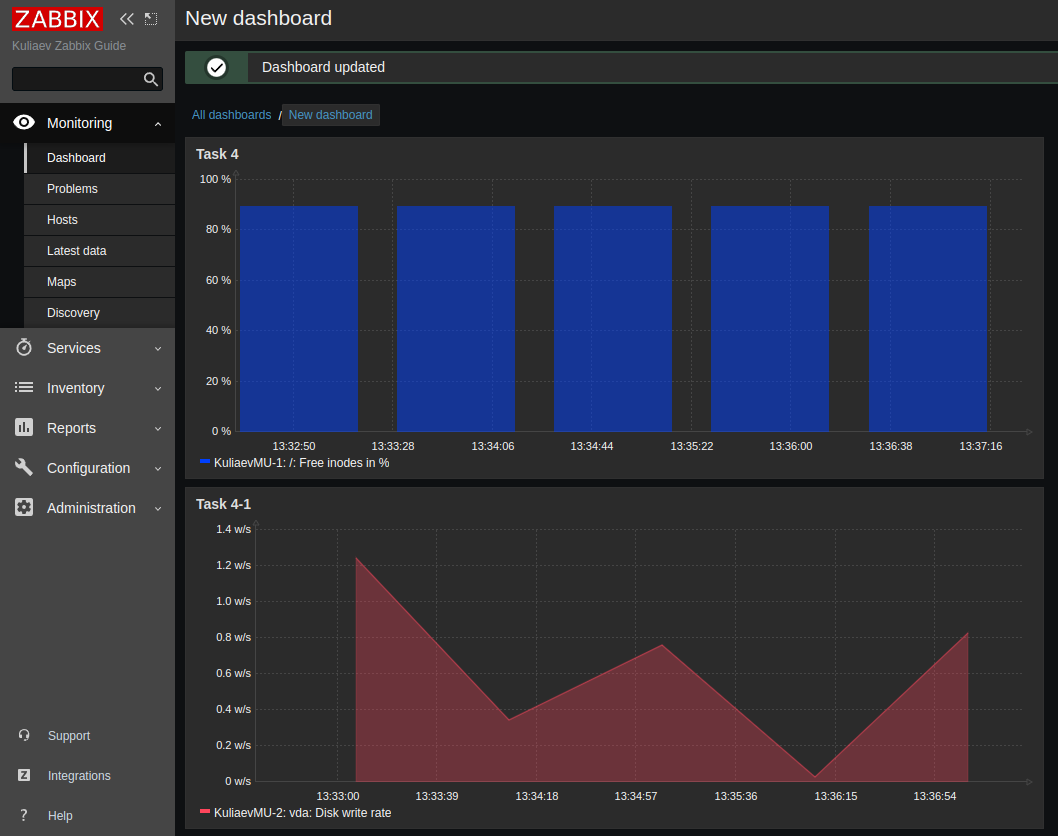 ZABBIX
Kuliaev Zabbix Guide
Monitoring
Dashboard
Problems
Hosts
Latest data
Maps
Discovery
Services
Inventory
Reports
Configuration
Administration
Support
Z Integrations
? Help
New dashboard
Dashboard updated
All dashboards / New dashboard
Task 4
100 %
80 %
60 %
40 %
20 %
0 %
13:32:50 13:33:28 13:34:06 13:34:44 13:35:22 13:36:00 13:36:38 13:37:16
KuliaevMU-1: /: Free inodes in %
Task 4-1
1.4 w/s
1.2 w/s
1.0 w/s
0.8 w/s
0.6 w/s
0.4 w/s
0.2 w/s
0 w/s
13:33:00 13:33:39 13:34:18 13:34:57 13:35:36 13:36:15 13:36:54
KuliaevMU-2: vda: Disk write rate